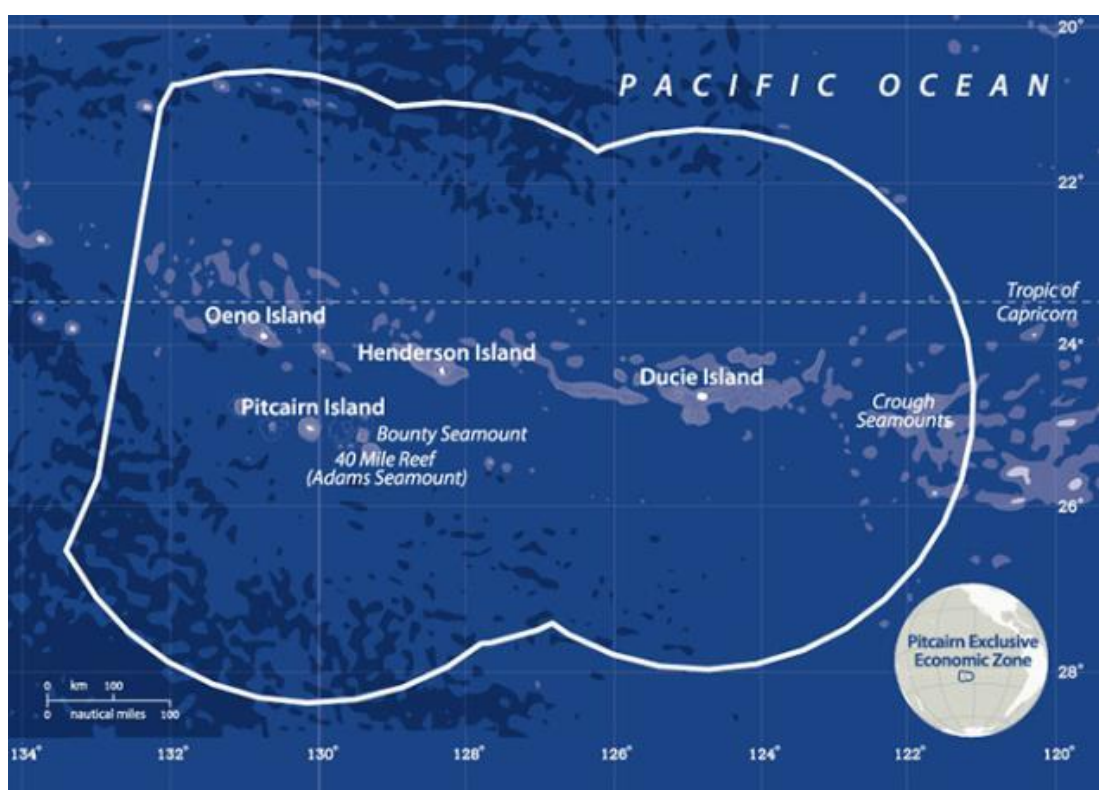 20°
PACIFIC OCEAN
22°
Tropic of
Capricorn
Oeno Island
24°
Henderson Island
Ducie Island
Pitcairn Island
Crough
Seamounts
Bounty Seamount
40 Mile Reef
(Adams Seamount)
26°
Pitcairn Exclusive
Economic Zone
28°
0 km 100
0 nautical miles 100
134° 132° 130° 128° 126° 124° 122° 120°